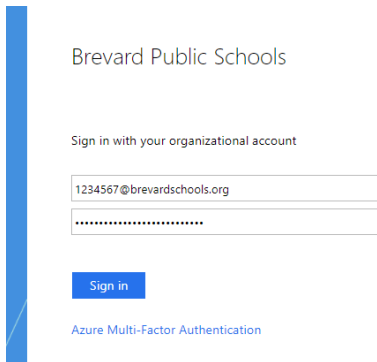 Brevard Public Schools
Sign in with your organizational account
1234567@brevardschools.org
•••••••••••••••••••••••••••
Sign in
Azure Multi-Factor Authentication